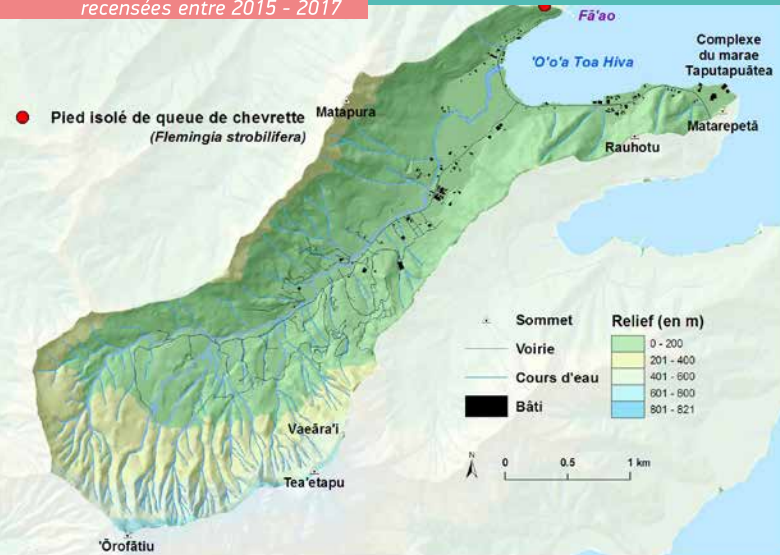 recensées entre 2015 - 2017
Fā'ao
'O'o'a Toa Hiva
Complexe
du marae
Taputapuātea
Pied isolé de queue de chevrette
(Flemingia strobilifera)
Matapura
Matarepetā
Rauhotu
Sommet
Voirie
Cours d'eau
Bâti
Relief (en m)
0 - 200
201 - 400
401 - 600
601 - 800
801 - 821
Vaeāra'i
Tea'etapu
'Ōrofātiu
N
0 0.5 1 km